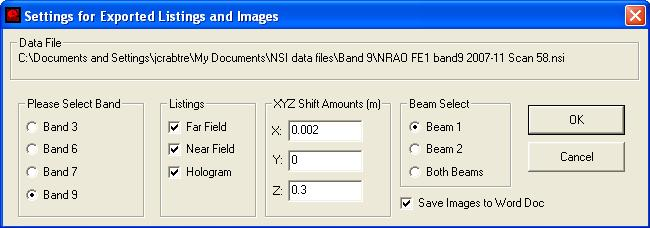 Settings for Exported Listings and Images
Data File
C:\Documents and Settings\jcrabtre\My Documents\NSI data files\Band 9\NRAO FE1 band9 2007-11 Scan 58.nsi
Please Select Band
Band 3
Band 6
Band 7
Band 9
Listings
Far Field
Near Field
Hologram
XYZ Shift Amounts (m)
X: 0.002
Y: 0
Z: 0.3
Beam Select
Beam 1
Beam 2
Both Beams
Save Images to Word Doc
OK
Cancel